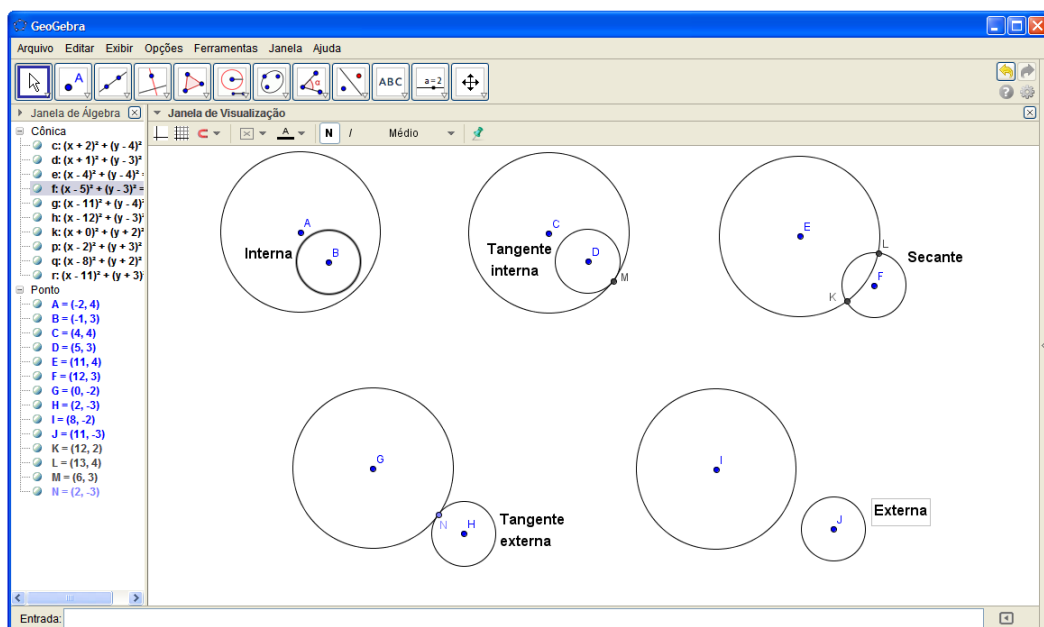 GeoGebra
Arquivo Editar Exibir Opções Ferramentas Janela Ajuda
A
ABC
a=2
Janela de Álgebra
Janela de Visualização
A
N
I
Médio
Cônica
c: (x + 2)² + (y - 4)²
d: (x + 1)² + (y - 3)²
e: (x - 4)² + (y - 4)² =
f: (x - 5)² + (y - 3)² =
g: (x - 11)² + (y - 4)
h: (x - 12)² + (y - 3)
k: (x + 0)² + (y + 2)²
p: (x - 2)² + (y + 3)²
q: (x - 8)² + (y + 2)²
r: (x - 11)² + (y + 3)
Ponto
A = (-2, 4)
B = (-1, 3)
C = (4, 4)
D = (5, 3)
E = (11, 4)
F = (12, 3)
G = (0, -2)
H = (2, -3)
I = (8, -2)
J = (11, -3)
K = (12, 2)
L = (13, 4)
M = (6, 3)
N = (2, -3)
A
B
Interna
C
D
M
Tangente
interna
E
L
F
K
Secante
G
N
H
Tangente
externa
I
J
Externa
Entrada: